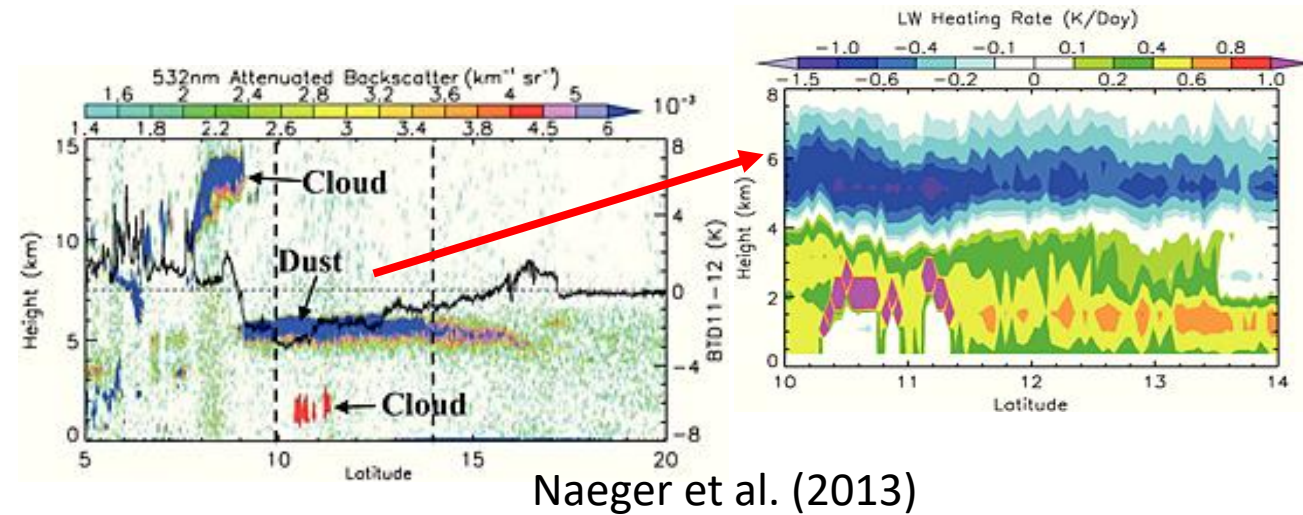 532nm Attenuated Backscatter (km⁻¹ sr⁻¹)
1.6 2 2.4 2.8 3.2 3.6 4 5 10⁻³
1.4 1.8 2.2 2.6 3 3.4 3.8 4.5 6
15 8
Cloud
4
10
Dust
0
5
-4
Cloud
0 -8
5 10 15 20
Height (km)
BTD11-12 (K)
Latitude
LW Heating Rate (K/Day)
-1.0 -0.4 -0.1 0.1 0.4 0.8
-1.5 -0.6 -0.2 0 0.2 0.6 1.0
8
6
4
2
0
10 11 12 13 14
Height (km)
Latitude
Naeger et al. (2013)